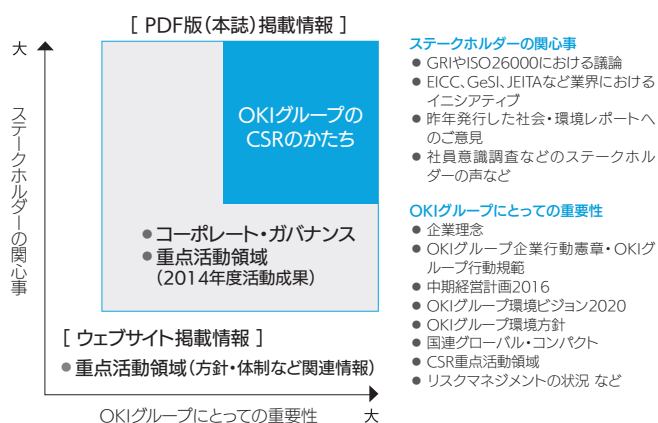 [ PDF版(本誌)掲載情報 ]
大
ステークホルダーの関心事
OKIグループの
CSRのかたち
●コーポレート・ガバナンス
●重点活動領域
(2014年度活動成果)
[ ウェブサイト掲載情報 ]
●重点活動領域(方針・体制など関連情報)
OKIグループにとっての重要性
大
ステークホルダーの関心事
● GRIやISO26000における議論
● EICC、GeSI、JEITAなど業界における
イニシアティブ
● 昨年発行した社会・環境レポートへ
のご意見
● 社員意識調査などのステークホル
ダーの声など
OKIグループにとっての重要性
● 企業理念
● OKIグループ企業行動憲章・OKIグ
ループ行動規範
● 中期経営計画2016
● OKIグループ環境ビジョン2020
● OKIグループ環境方針
● 国連グローバル・コンパクト
● CSR重点活動領域
● リスクマネジメントの状況 など